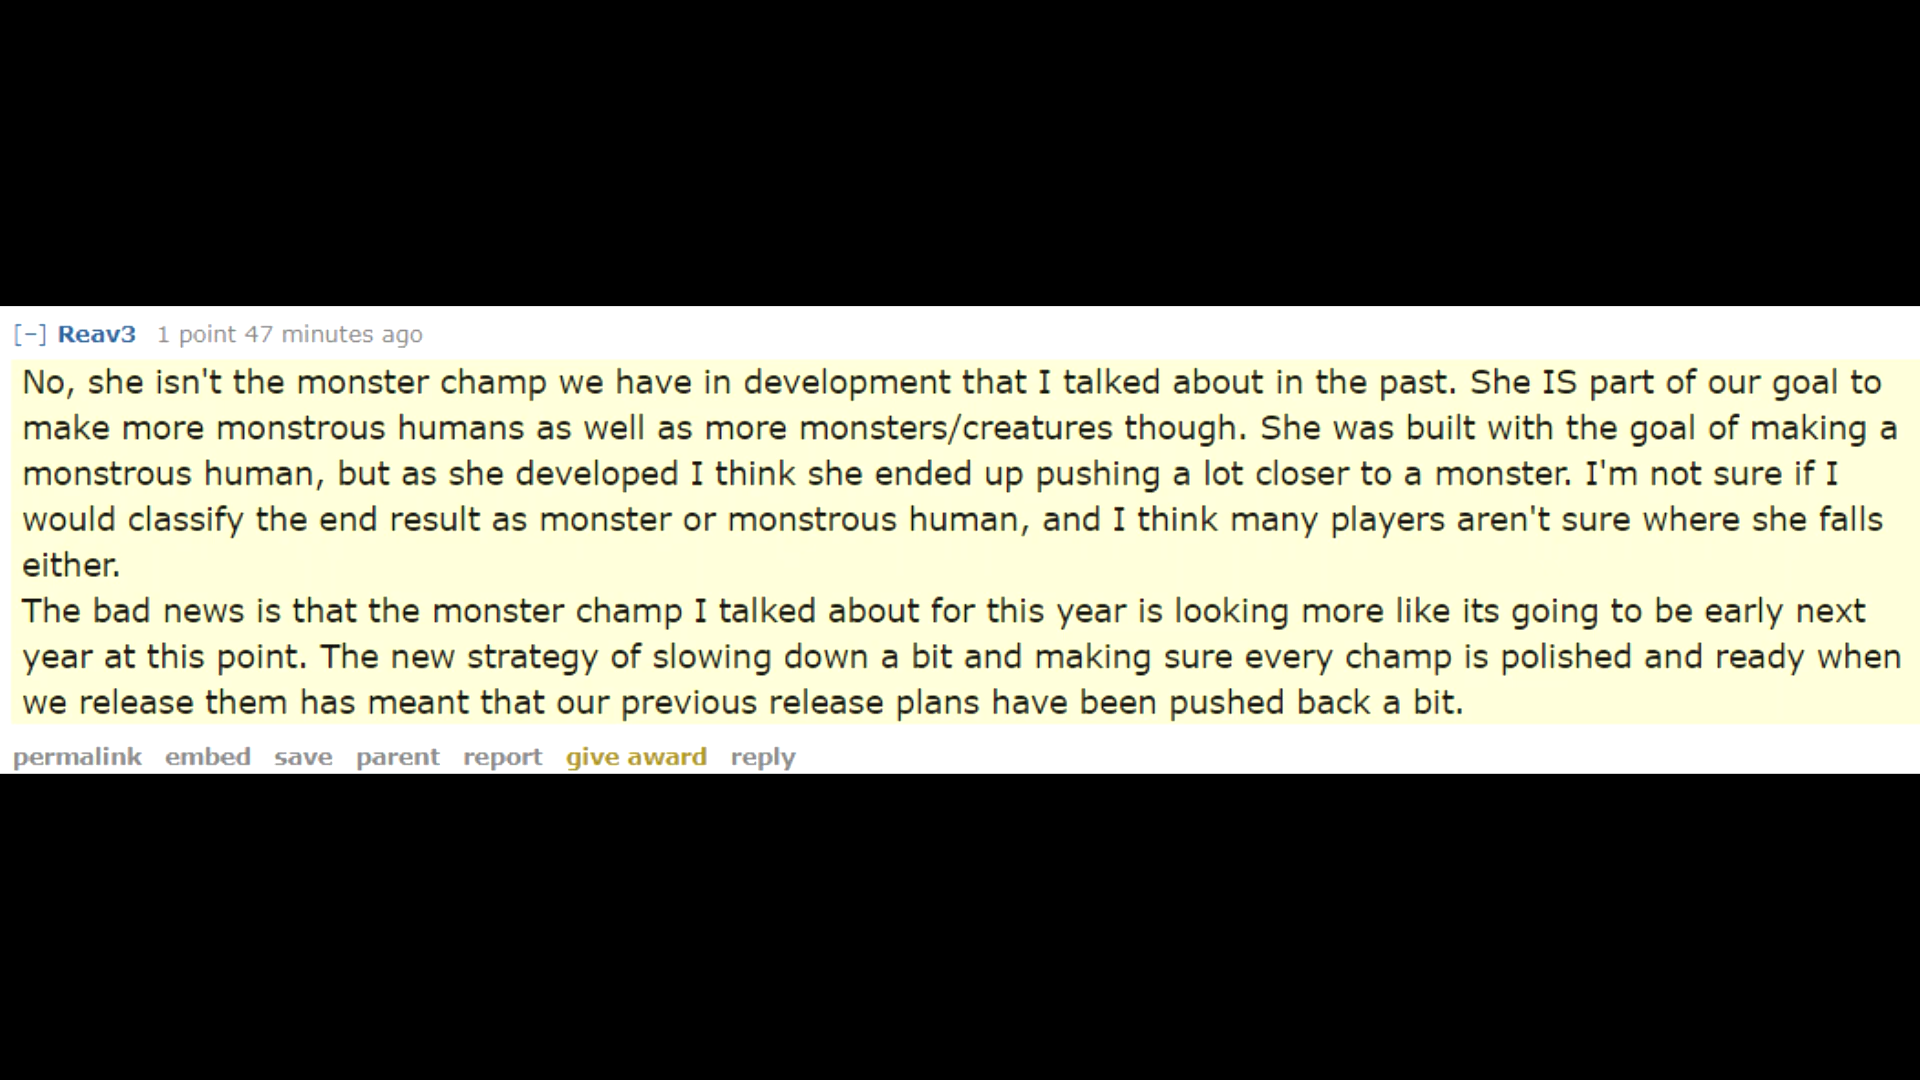 [-] Reav3 1 point 47 minutes ago
No, she isn't the monster champ we have in development that I talked about in the past. She IS part of our goal to
make more monstrous humans as well as more monsters/creatures though. She was built with the goal of making a
monstrous human, but as she developed I think she ended up pushing a lot closer to a monster. I'm not sure if I
would classify the end result as monster or monstrous human, and I think many players aren't sure where she falls
either.
The bad news is that the monster champ I talked about for this year is looking more like its going to be early next
year at this point. The new strategy of slowing down a bit and making sure every champ is polished and ready when
we release them has meant that our previous release plans have been pushed back a bit.
permalink embed save parent report give award reply